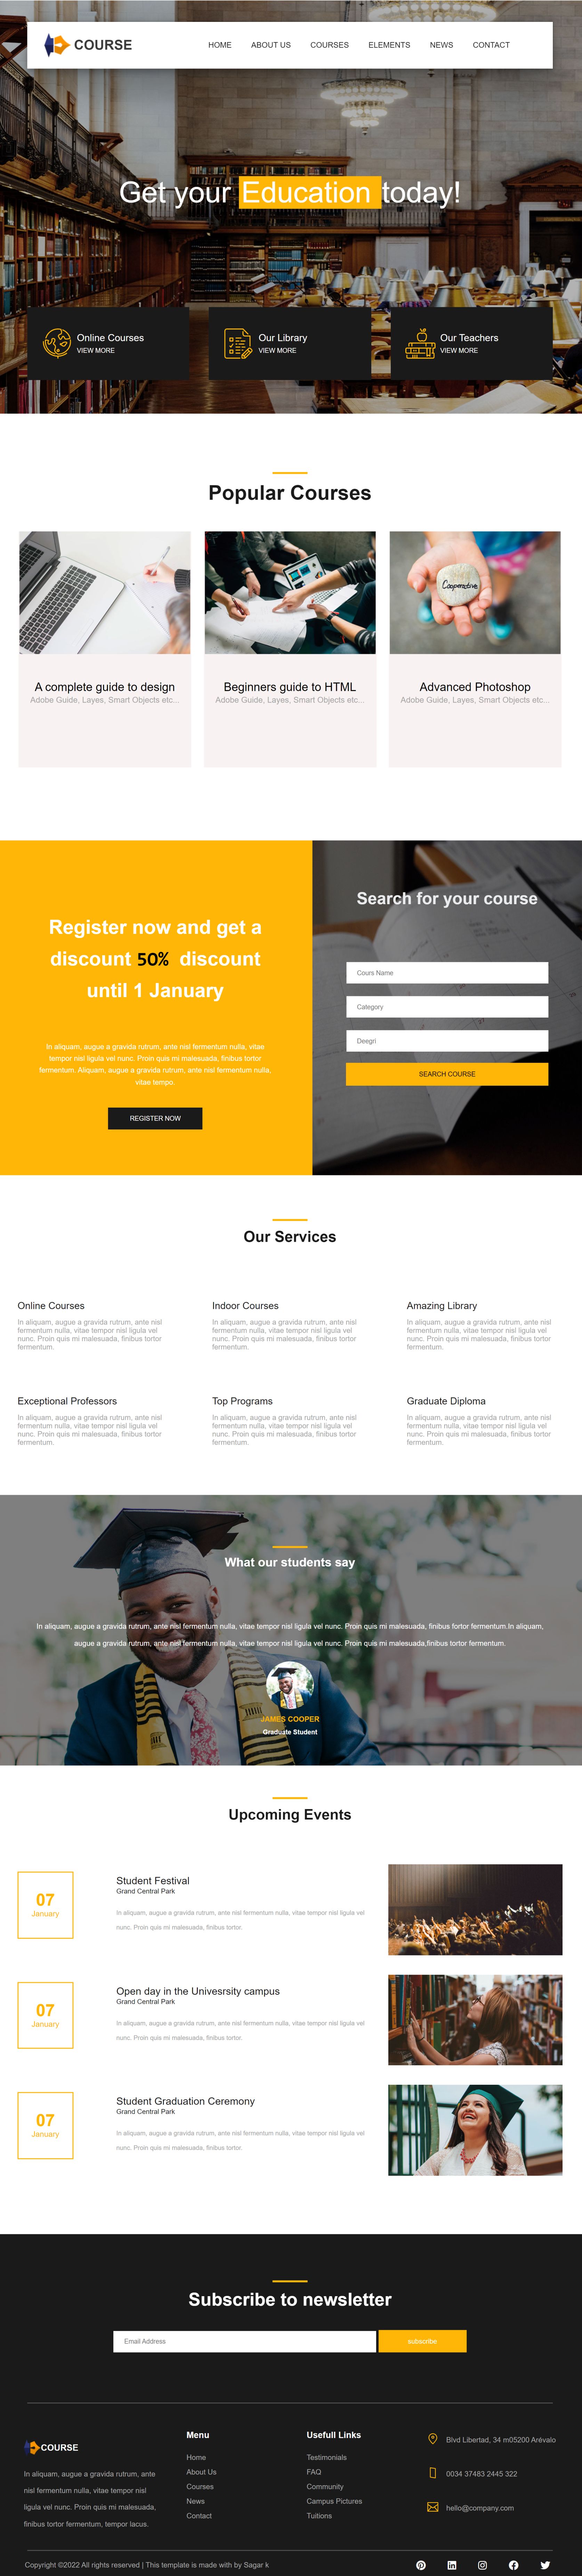 COURSE
HOME ABOUT US COURSES ELEMENTS NEWS CONTACT
Get your Education today!
Online Courses
VIEW MORE
Our Library
VIEW MORE
Our Teachers
VIEW MORE
Popular Courses
Cooperative
A complete guide to design
Adobe Guide, Layes, Smart Objects etc...
Beginners guide to HTML
Adobe Guide, Layes, Smart Objects etc...
Advanced Photoshop
Adobe Guide, Layes, Smart Objects etc...
Register now and get a
discount 50% discount
until 1 January
In aliquam, augue a gravida rutrum, ante nisl fermentum nulla, vitae
tempor nisl ligula vel nunc. Proin quis mi malesuada, finibus tortor
fermentum. Aliquam, augue a gravida rutrum, ante nisl fermentum nulla,
vitae tempo.
REGISTER NOW
Search for your course
Cours Name
Category
Deegri
SEARCH COURSE
Our Services
Online Courses
In aliquam, augue a gravida rutrum, ante nisl
fermentum nulla, vitae tempor nisl ligula vel
nunc. Proin quis mi malesuada, finibus tortor
fermentum.
Indoor Courses
In aliquam, augue a gravida rutrum, ante nisl
fermentum nulla, vitae tempor nisl ligula vel
nunc. Proin quis mi malesuada, finibus tortor
fermentum.
Amazing Library
In aliquam, augue a gravida rutrum, ante nisl
fermentum nulla, vitae tempor nisl ligula vel
nunc. Proin quis mi malesuada, finibus tortor
fermentum.
Exceptional Professors
In aliquam, augue a gravida rutrum, ante nisl
fermentum nulla, vitae tempor nisl ligula vel
nunc. Proin quis mi malesuada, finibus tortor
fermentum.
Top Programs
In aliquam, augue a gravida rutrum, ante nisl
fermentum nulla, vitae tempor nisl ligula vel
nunc. Proin quis mi malesuada, finibus tortor
fermentum.
Graduate Diploma
In aliquam, augue a gravida rutrum, ante nisl
fermentum nulla, vitae tempor nisl ligula vel
nunc. Proin quis mi malesuada, finibus tortor
fermentum.
What our students say
In aliquam, augue a gravida rutrum, ante nisl fermentum nulla, vitae tempor nisl ligula vel nunc. Proin quis mi malesuada, finibus fortor fermentum.In aliquam,
augue a gravida rutrum, ante nisl fermentum nulla, vitae tempor nisl ligula vel nunc. Proin quis mi malesuada,finibus tortor fermentum.
JAMES COOPER
Graduate Student
Upcoming Events
07
January
Student Festival
Grand Central Park
In aliquam, augue a gravida rutrum, ante nisl fermentum nulla, vitae tempor nisl ligula vel
nunc. Proin quis mi malesuada, finibus tortor.
07
January
Open day in the Univesrsity campus
Grand Central Park
In aliquam, augue a gravida rutrum, ante nisl fermentum nulla, vitae tempor nisl ligula vel
nunc. Proin quis mi malesuada, finibus tortor.
07
January
Student Graduation Ceremony
Grand Central Park
In aliquam, augue a gravida rutrum, ante nisl fermentum nulla, vitae tempor nisl ligula vel
nunc. Proin quis mi malesuada, finibus tortor.
Subscribe to newsletter
Email Address
subscribe
COURSE
In aliquam, augue a gravida rutrum, ante
nisl fermentum nulla, vitae tempor nisl
ligula vel nunc. Proin quis mi malesuada,
finibus tortor fermentum, tempor lacus.
Menu
Home
About Us
Courses
News
Contact
Usefull Links
Testimonials
FAQ
Community
Campus Pictures
Tuitions
Blvd Libertad, 34 m05200 Arévalo
0034 37483 2445 322
hello@company.com
Copyright ©2022 All rights reserved | This template is made with by Sagar k